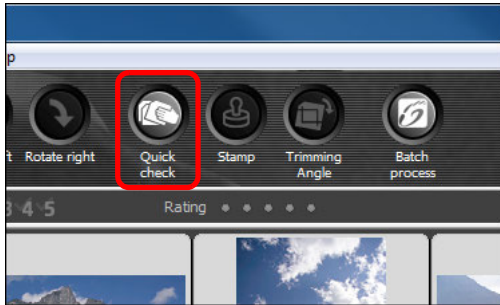 p
ft Rotate right Quick check Stamp Trimming Angle Batch process
3 4 5 Rating